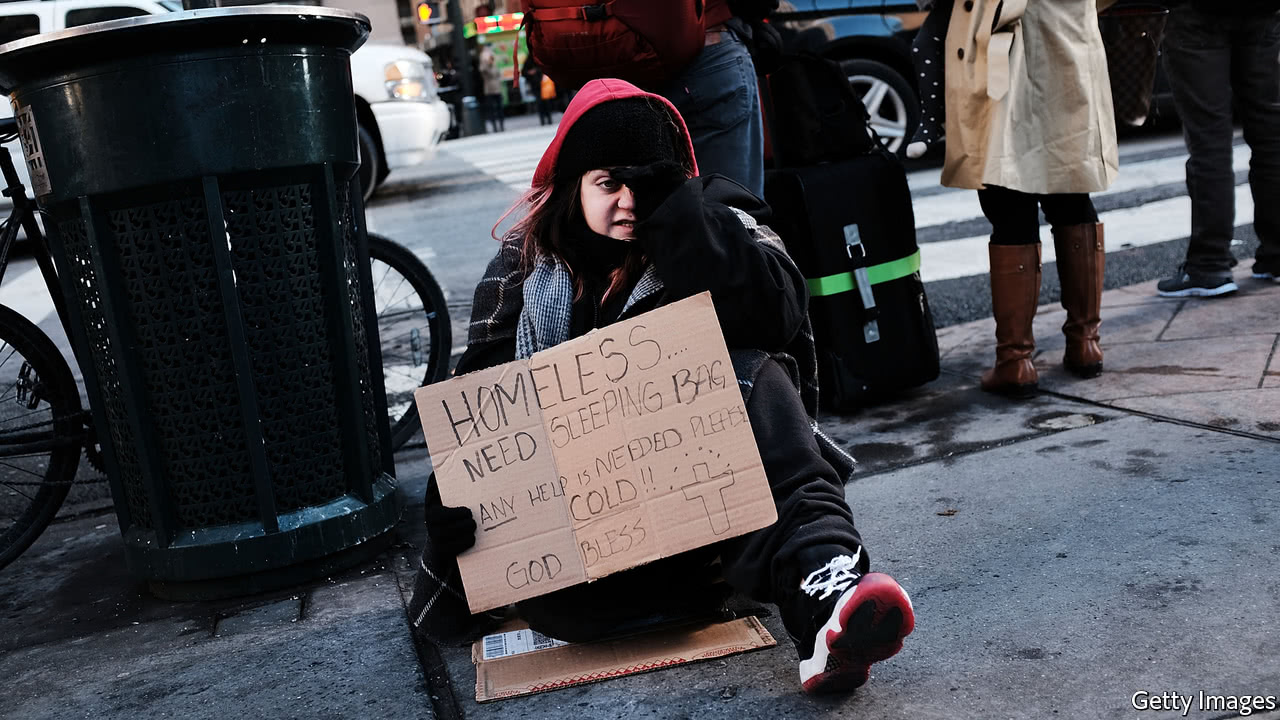 HOMELESS....
NEED SLEEPING BAG
ANY HELP IS NEEDED PLEASE
COLD!!
GOD BLESS
Getty Images